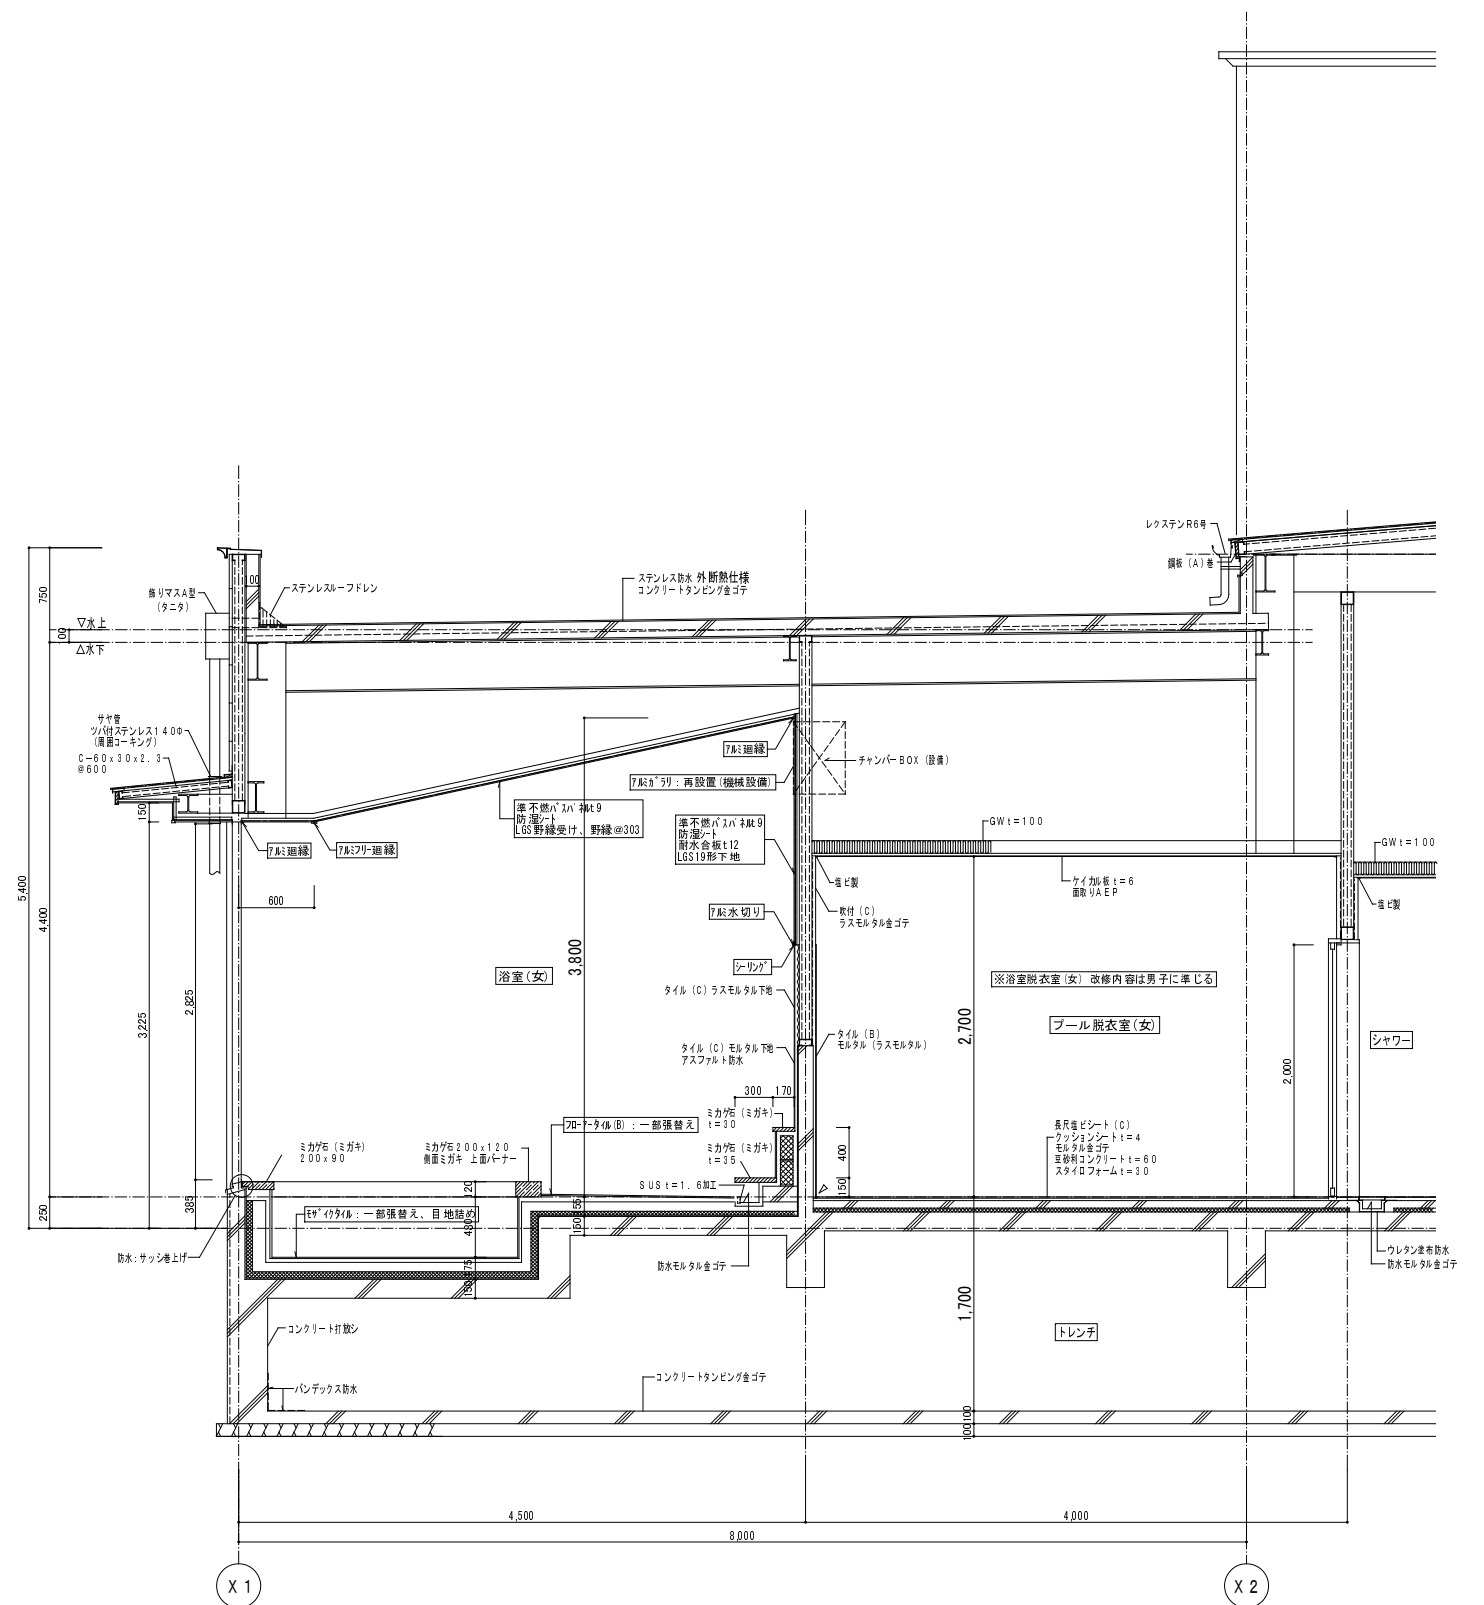 レクステンR6号
鋼板（A）巻
ステンレス防水 外断熱仕様
コンクリートタンピング金ゴテ
ステンレスルーフドレン
飾りマスA型
（タニタ）
750
▽水上
100
△水下
サヤ管
ツバ付ステンレス140Φ
（周囲コーキング）
C-60x30x2.3
@600
150
アルミ廻縁
アルミフリー廻縁
600
準不燃バスパネルt9
防湿シート
LGS野縁受け、野縁@303
アルミ廻縁
アルミガラリ：再設置(機械設備)
チャンバーBOX（設備）
準不燃バスパネルt9
防湿シート
耐水合板t12
LGS19形下地
GWt=100
GWt=100
塩ビ製
ケイカル板t=6
面取りAEP
塩ビ製
吹付（C）
ラスモルタル金ゴテ
アルミ水切り
シーリング
5,400
4,400
3,225
2,825
3,800
2,700
2,000
浴室(女)
※浴室脱衣室(女) 改修内容は男子に準じる
プール脱衣室(女)
シャワー
タイル（C）ラスモルタル下地
タイル（C）モルタル下地
アスファルト防水
タイル（B）
モルタル（ラスモルタル）
300
170
ミカゲ石（ミガキ）
t=30
ミカゲ石（ミガキ）
t=35
SUSt=1.6加工
フロアータイル(B)：一部張替え
ミカゲ石（ミガキ）
200x90
ミカゲ石200x120
側面ミガキ 上面バーナー
長尺塩ビシート（C）
クッションシートt=4
モルタル金ゴテ
豆砂利コンクリートt=60
スタイロフォームt=30
400
150
385
250
120
480
175
150
155
150
モザイクタイル：一部張替え、目地詰め
防水：サッシ巻上げ
防水モルタル金ゴテ
ウレタン塗布防水
防水モルタル金ゴテ
コンクリート打放シ
1,700
トレンチ
バンデックス防水
コンクリートタンピング金ゴテ
100
100
4,500
4,000
8,000
X1
X2